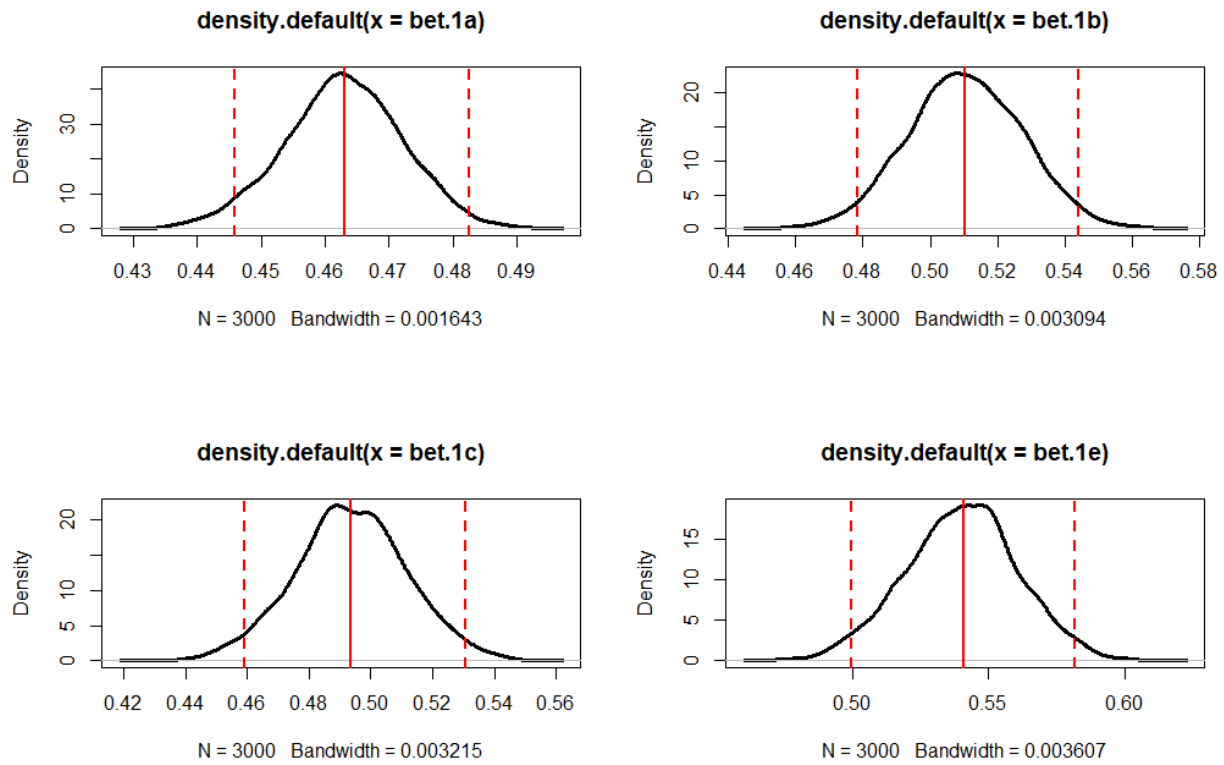 density.default(x = bet.1a)
Density
30
10
0
0.43 0.44 0.45 0.46 0.47 0.48 0.49
N = 3000 Bandwidth = 0.001643
density.default(x = bet.1b)
Density
20
10
5
0
0.44 0.46 0.48 0.50 0.52 0.54 0.56 0.58
N = 3000 Bandwidth = 0.003094
density.default(x = bet.1c)
Density
20
10
5
0
0.42 0.44 0.46 0.48 0.50 0.52 0.54 0.56
N = 3000 Bandwidth = 0.003215
density.default(x = bet.1e)
Density
15
10
5
0
0.50 0.55 0.60
N = 3000 Bandwidth = 0.003607